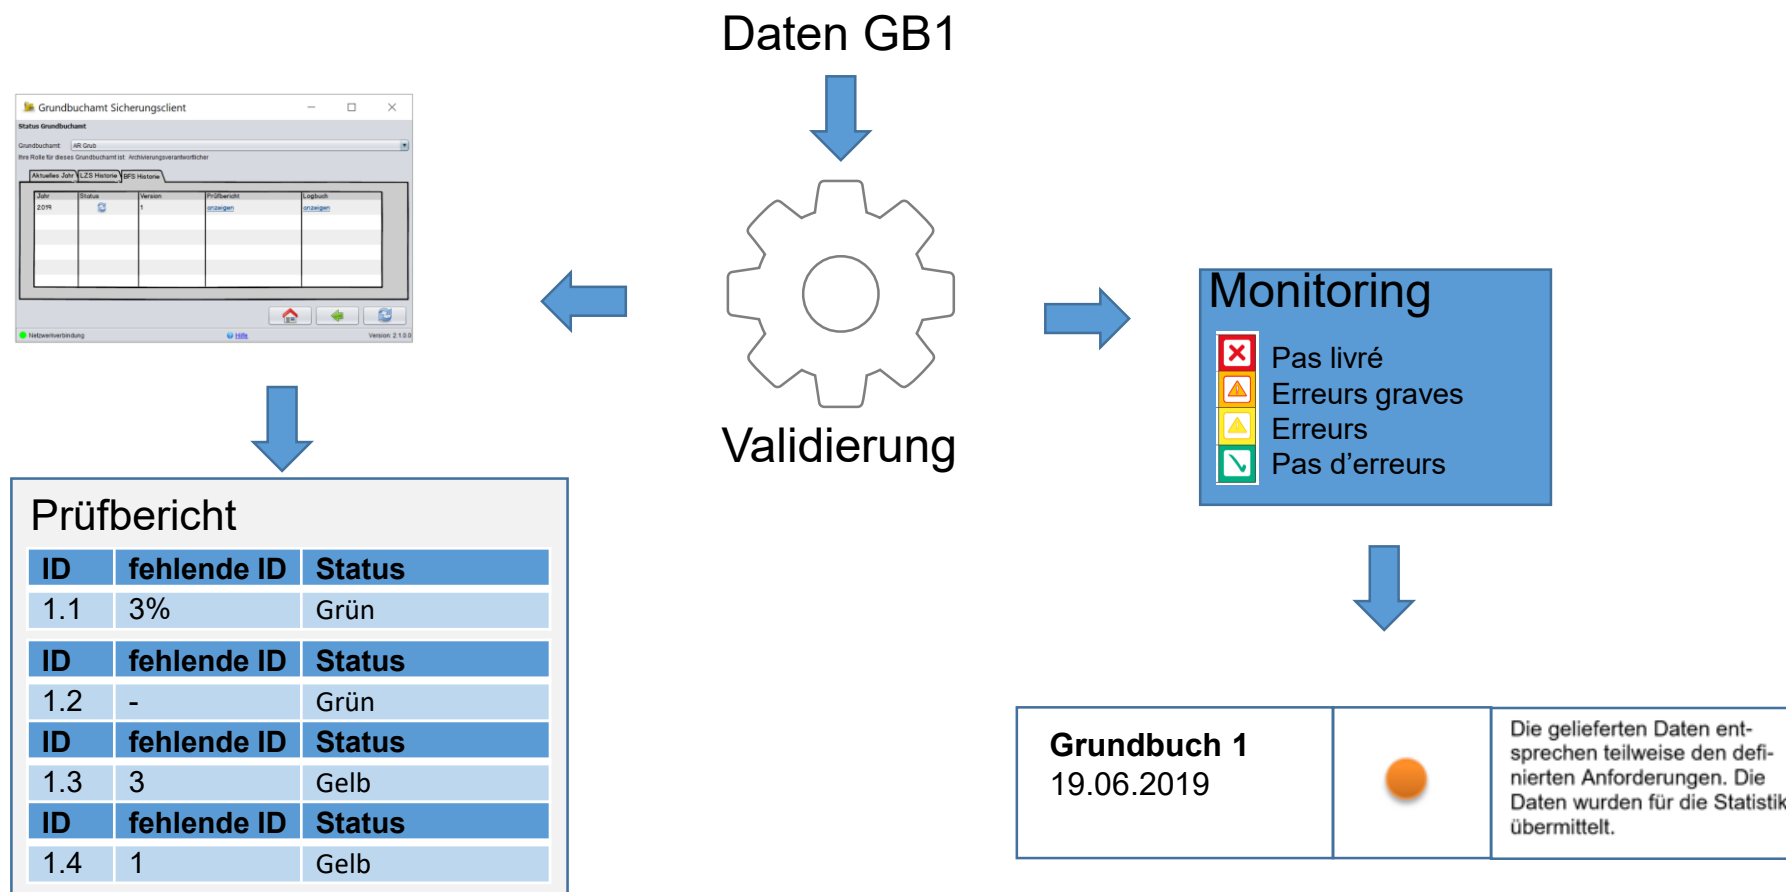 Daten GB1
Grundbuchamt Sicherungsclient
Status Grundbuchamt
Grundbuchamt: AR Grub
Ihre Rolle für dieses Grundbuchamt ist: Archivierungsverantwortlicher
Aktuelles Jahr LZS Historie BFS Historie
Jahr Status Version Prüfbericht Logbuch
2019 1 anzeigen anzeigen
Netzwerkverbindung Hilfe Version: 2.1.0.0
Validierung
Monitoring
Pas livré
Erreurs graves
Erreurs
Pas d’erreurs
Prüfbericht
ID fehlende ID Status
1.1 3% Grün
ID fehlende ID Status
1.2 - Grün
ID fehlende ID Status
1.3 3 Gelb
ID fehlende ID Status
1.4 1 Gelb
Grundbuch 1
19.06.2019
Die gelieferten Daten ent-
sprechen teilweise den defi-
nierten Anforderungen. Die
Daten wurden für die Statistik
übermittelt.